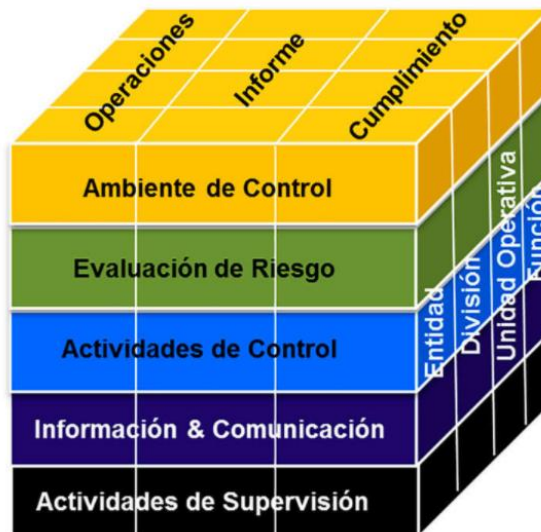 Operaciones
Informe
Cumplimiento
Ambiente de Control
Evaluación de Riesgo
Actividades de Control
Información & Comunicación
Actividades de Supervisión
Entidad
División
Unidad Operativa
Función